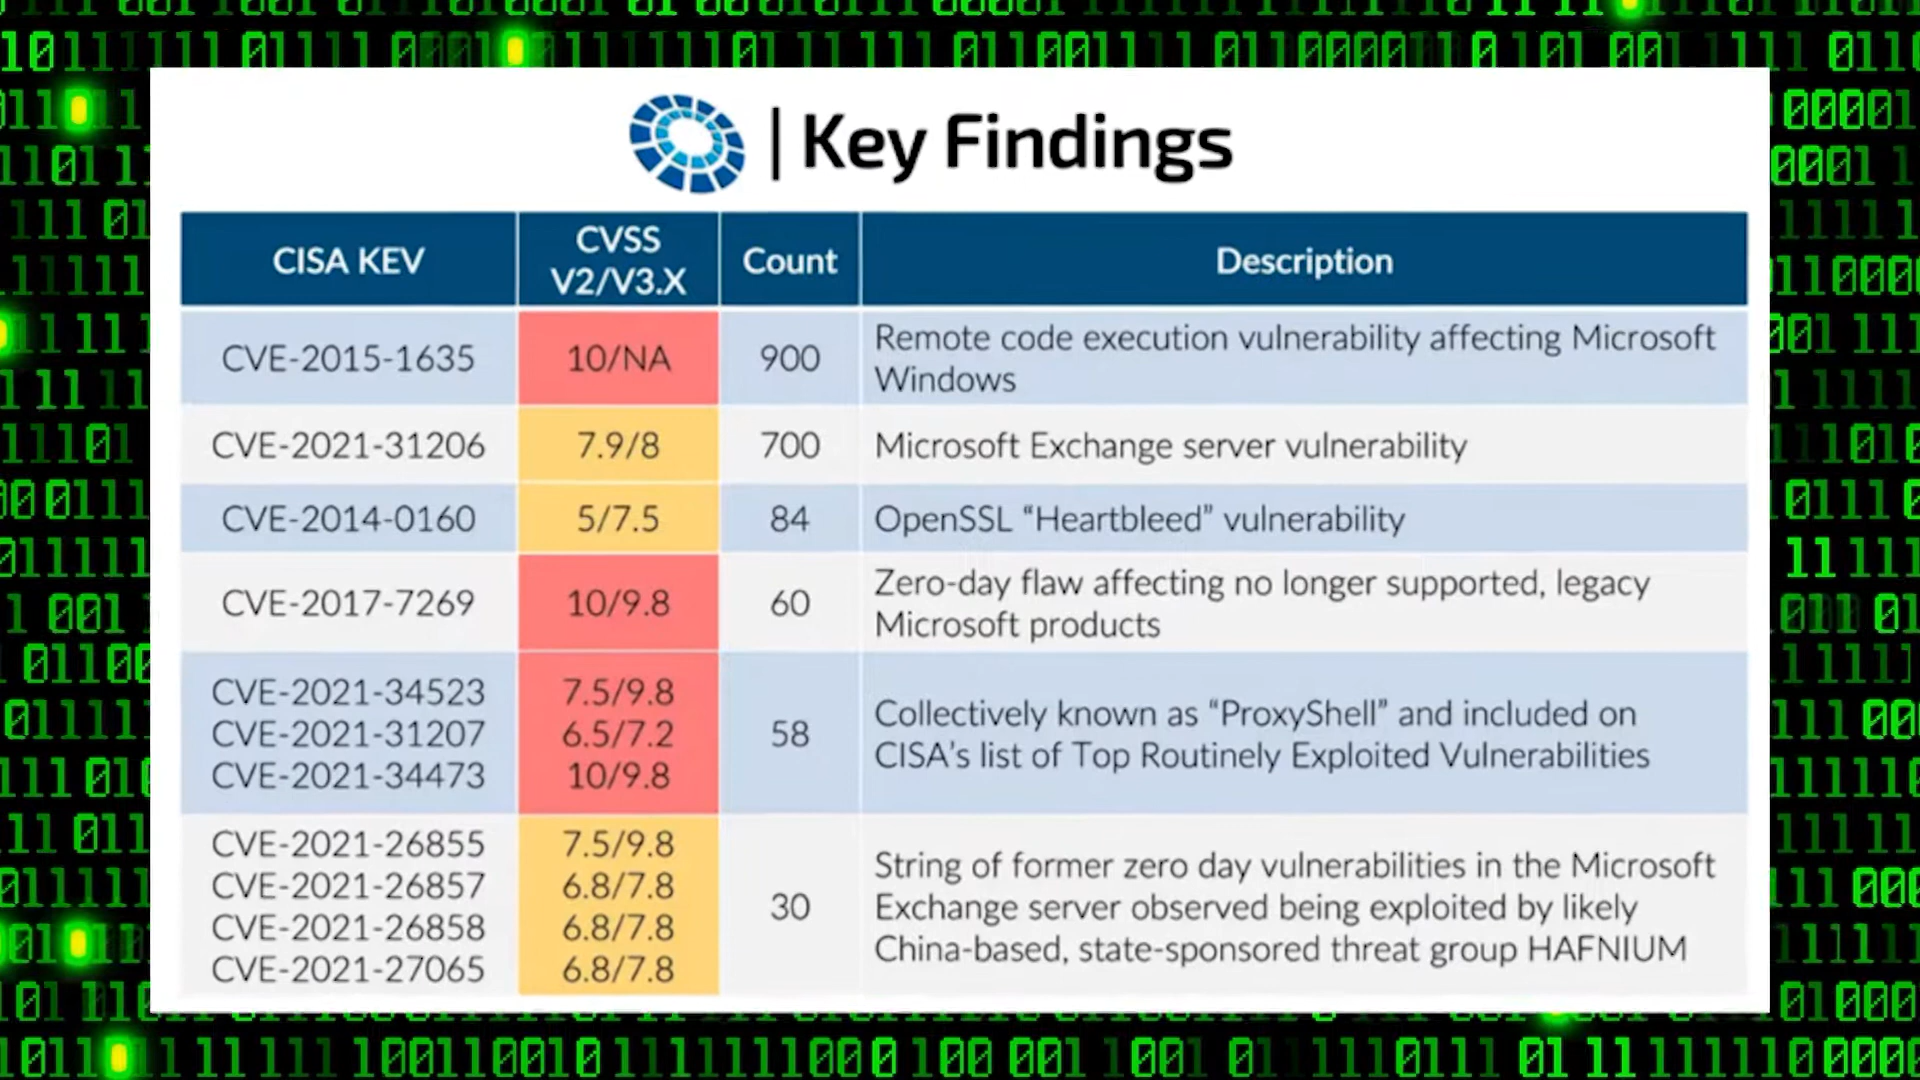 | Key Findings
CISA KEV
CVSS
V2/V3.X
Count
Description
CVE-2015-1635
10/NA
900
Remote code execution vulnerability affecting Microsoft
Windows
CVE-2021-31206
7.9/8
700
Microsoft Exchange server vulnerability
CVE-2014-0160
5/7.5
84
OpenSSL “Heartbleed” vulnerability
CVE-2017-7269
10/9.8
60
Zero-day flaw affecting no longer supported, legacy
Microsoft products
CVE-2021-34523
7.5/9.8
CVE-2021-31207
6.5/7.2
CVE-2021-34473
10/9.8
58
Collectively known as “ProxyShell” and included on
CISA’s list of Top Routinely Exploited Vulnerabilities
CVE-2021-26855
7.5/9.8
CVE-2021-26857
6.8/7.8
CVE-2021-26858
6.8/7.8
CVE-2021-27065
6.8/7.8
30
String of former zero day vulnerabilities in the Microsoft
Exchange server observed being exploited by likely
China-based, state-sponsored threat group HAFNIUM